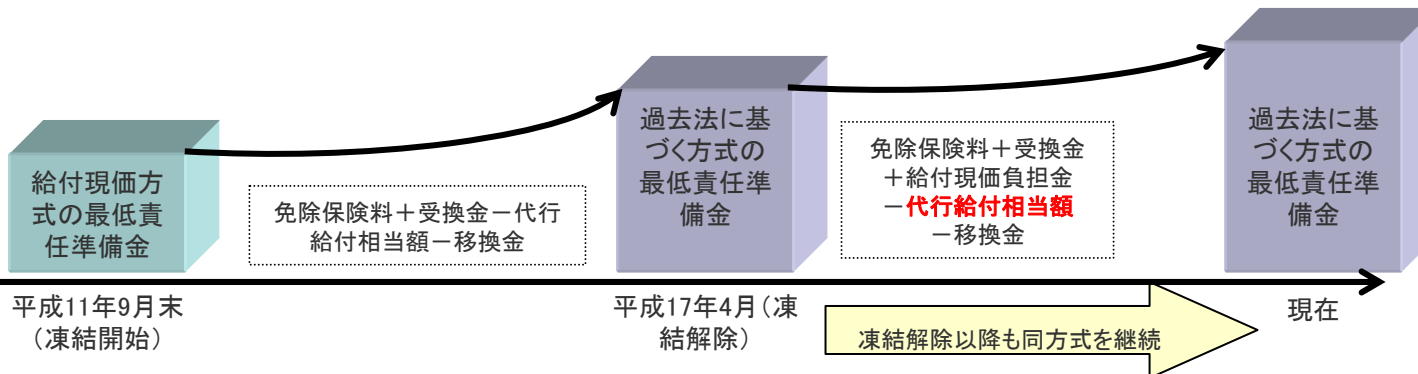 給付現価方
式の最低責
任準備金
免除保険料＋受換金－代行
給付相当額－移換金
過去法に基
づく方式の
最低責任準
備金
免除保険料＋受換金
＋給付現価負担金
－代行給付相当額
－移換金
過去法に基
づく方式の
最低責任準
備金
平成11年9月末
（凍結開始）
平成17年4月（凍
結解除）
凍結解除以降も同方式を継続
現在